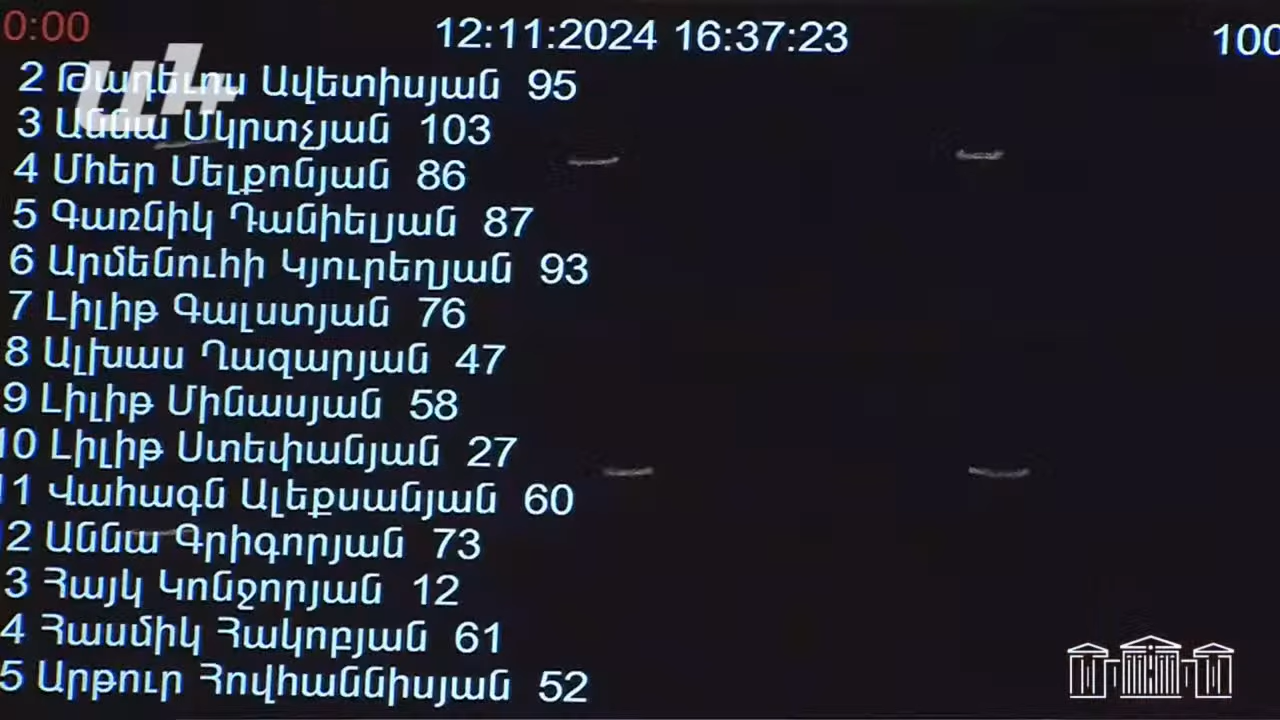 0:00 12:11:2024 16:37:23 100
2 Թադեւոս Ավետիսյան 95
3 Աննա Մկրտչյան 103
4 Մհեր Մելքոնյան 86
5 Գառնիկ Դանիելյան 87
6 Արմենուհի Կյուրեղյան 93
7 Լիլիթ Գալստյան 76
8 Ալխաս Ղազարյան 47
9 Լիլիթ Մինասյան 58
10 Լիլիթ Ստեփանյան 27
11 Վահագն Ալեքսանյան 60
2 Աննա Գրիգորյան 73
3 Հայկ Կոնջորյան 12
4 Հասմիկ Հակոբյան 61
5 Արթուր Հովհաննիսյան 52